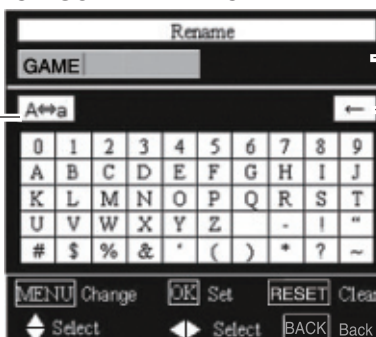 Rename
GAME
A⇔a ←
0 1 2 3 4 5 6 7 8 9
A B C D E F G H I J
K L M N O P Q R S T
U V W X Y Z - ! "
# $ % & ' ( ) * ? ~
MENU Change OK Set RESET Clear
Select Select BACK Back